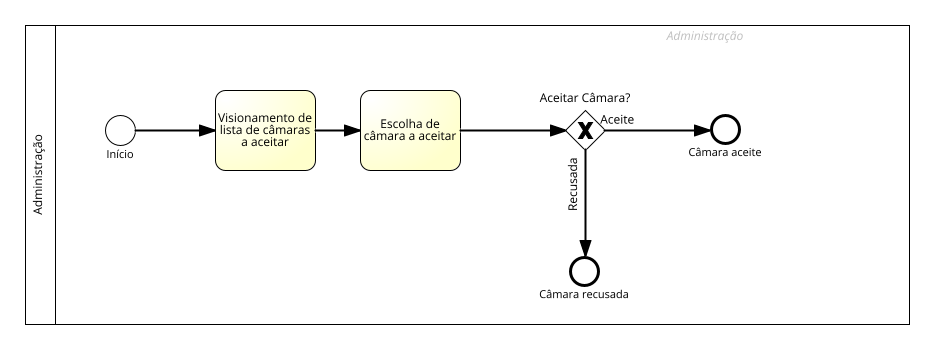 Administração
Administração
Início
Visionamento de
lista de câmaras
a aceitar
Escolha de
câmara a aceitar
Aceitar Câmara?
Aceite
Câmara aceite
Recusada
Câmara recusada